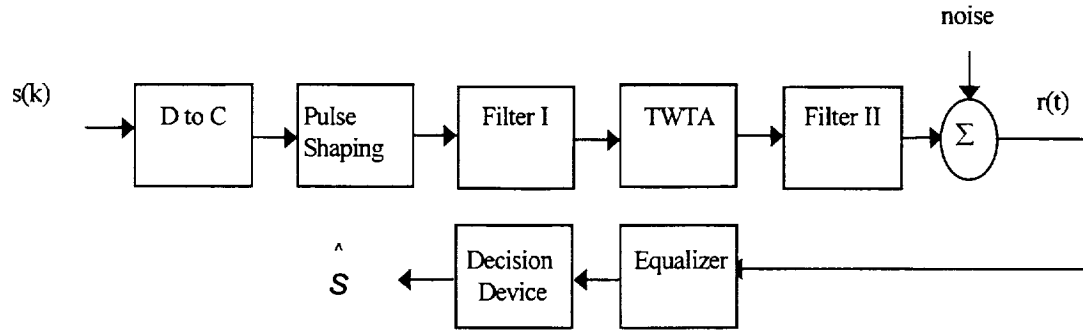 noise
s(k)
D to C
Pulse
Shaping
Filter I
TWTA
Filter II
Σ
r(t)
ŝ
Decision
Device
Equalizer